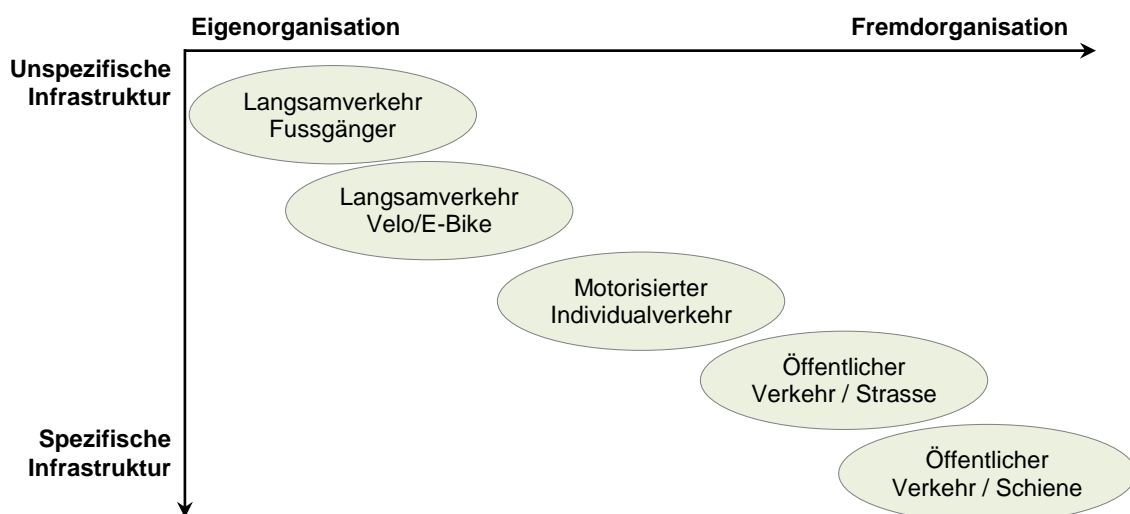 Eigenorganisation
Fremdorganisation
Unspezifische
Infrastruktur
Langsamverkehr
Fussgänger
Langsamverkehr
Velo/E-Bike
Motorisierter
Individualverkehr
Öffentlicher
Verkehr / Strasse
Spezifische
Infrastruktur
Öffentlicher
Verkehr / Schiene